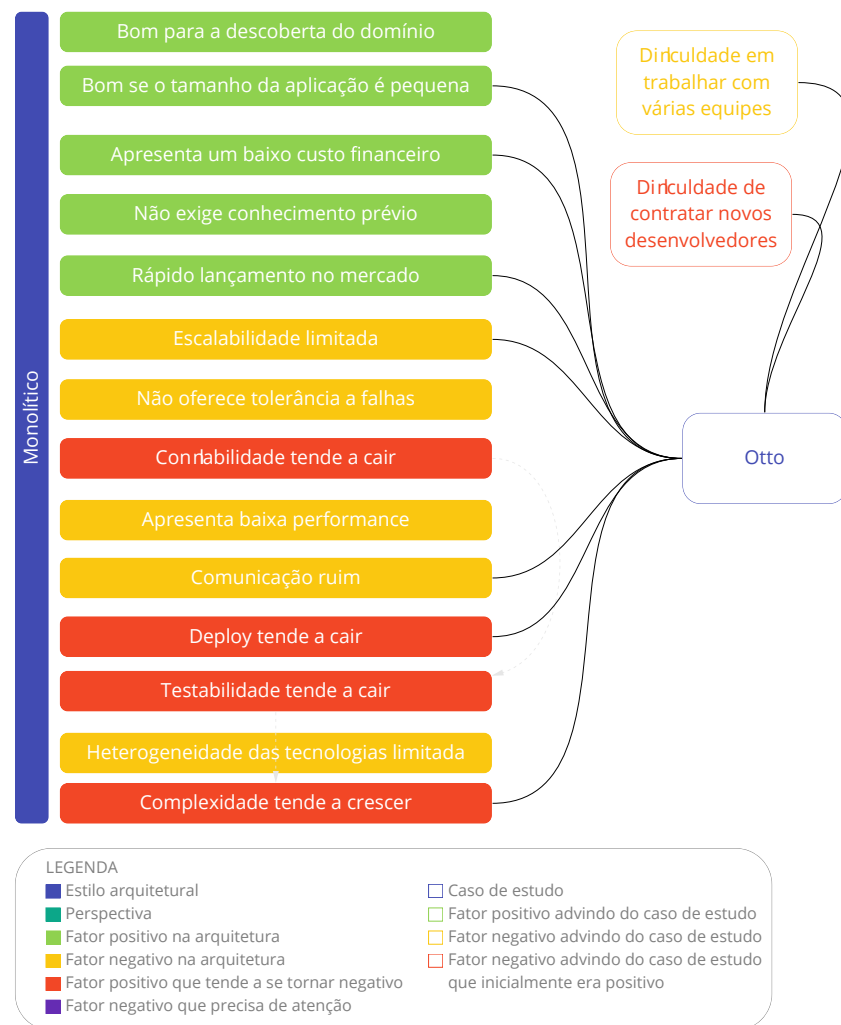 Monolítico
Bom para a descoberta do domínio
Bom se o tamanho da aplicação é pequena
Apresenta um baixo custo financeiro
Não exige conhecimento prévio
Rápido lançamento no mercado
Escalabilidade limitada
Não oferece tolerância a falhas
Confiabilidade tende a cair
Apresenta baixa performance
Comunicação ruim
Deploy tende a cair
Testabilidade tende a cair
Heterogeneidade das tecnologias limitada
Complexidade tende a crescer
Dificuldade em
trabalhar com
várias equipes
Dificuldade de
contratar novos
desenvolvedores
Otto
LEGENDA
Estilo arquitetural
Perspectiva
Fator positivo na arquitetura
Fator negativo na arquitetura
Fator positivo que tende a se tornar negativo
Fator negativo que precisa de atenção
Caso de estudo
Fator positivo advindo do caso de estudo
Fator negativo advindo do caso de estudo
Fator negativo advindo do caso de estudo
que inicialmente era positivo